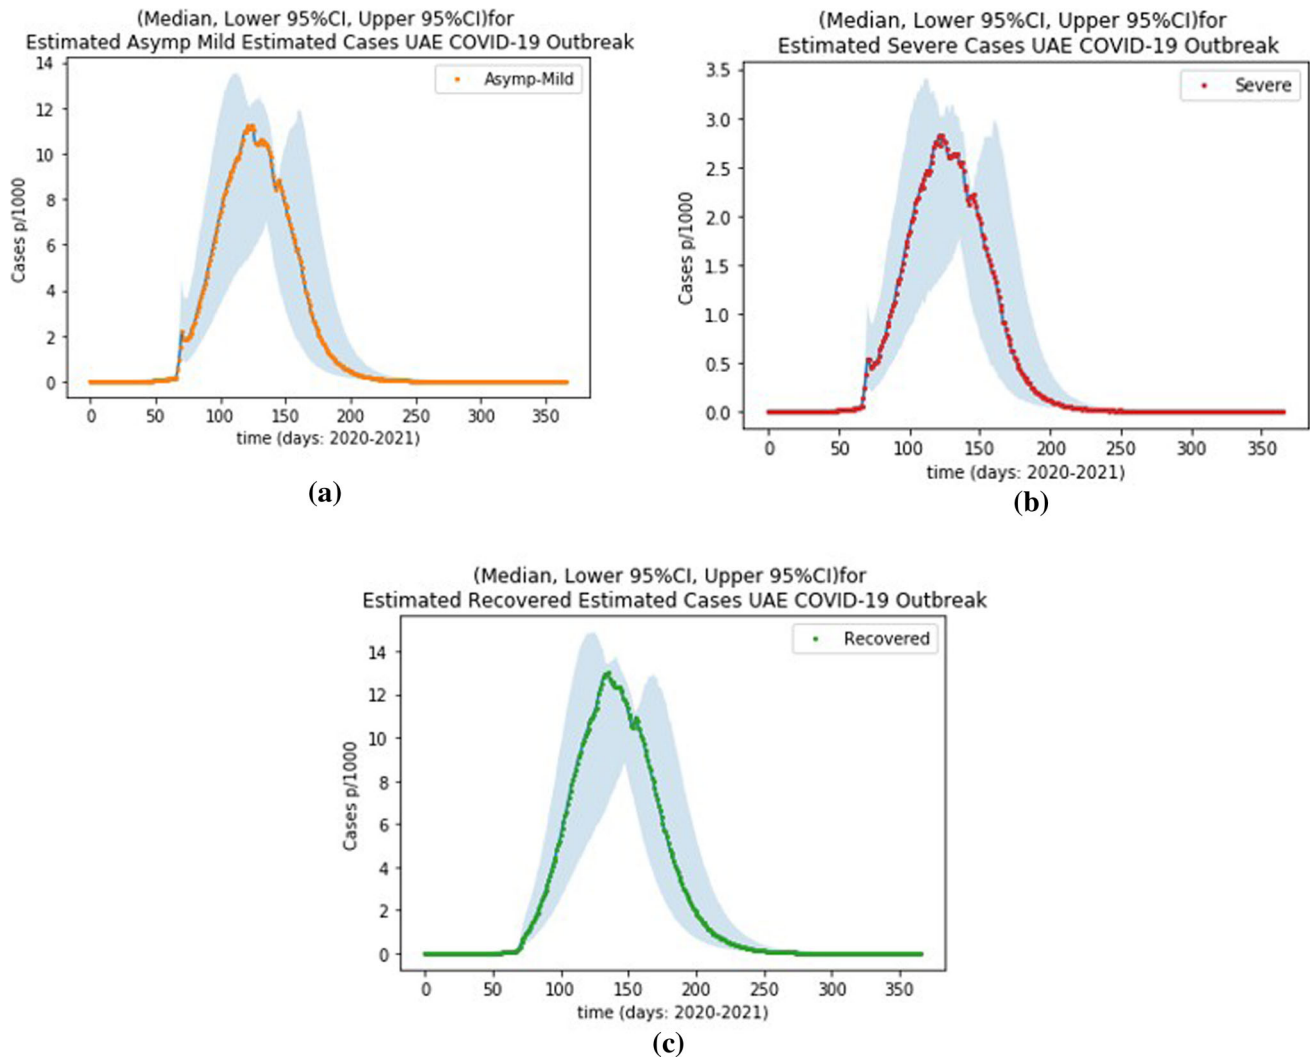 (Median, Lower 95%CI, Upper 95%CI)for
Estimated Asymp Mild Estimated Cases UAE COVID-19 Outbreak
14
12
10
8
6
4
2
0
Cases p/1000
Asymp-Mild
0 50 100 150 200 250 300 350
time (days: 2020-2021)
(a)
(Median, Lower 95%CI, Upper 95%CI)for
Estimated Severe Cases UAE COVID-19 Outbreak
3.5
3.0
2.5
2.0
1.5
1.0
0.5
0.0
Cases p/1000
Severe
0 50 100 150 200 250 300 350
time (days: 2020-2021)
(b)
(Median, Lower 95%CI, Upper 95%CI)for
Estimated Recovered Estimated Cases UAE COVID-19 Outbreak
14
12
10
8
6
4
2
0
Cases p/1000
Recovered
0 50 100 150 200 250 300 350
time (days: 2020-2021)
(c)